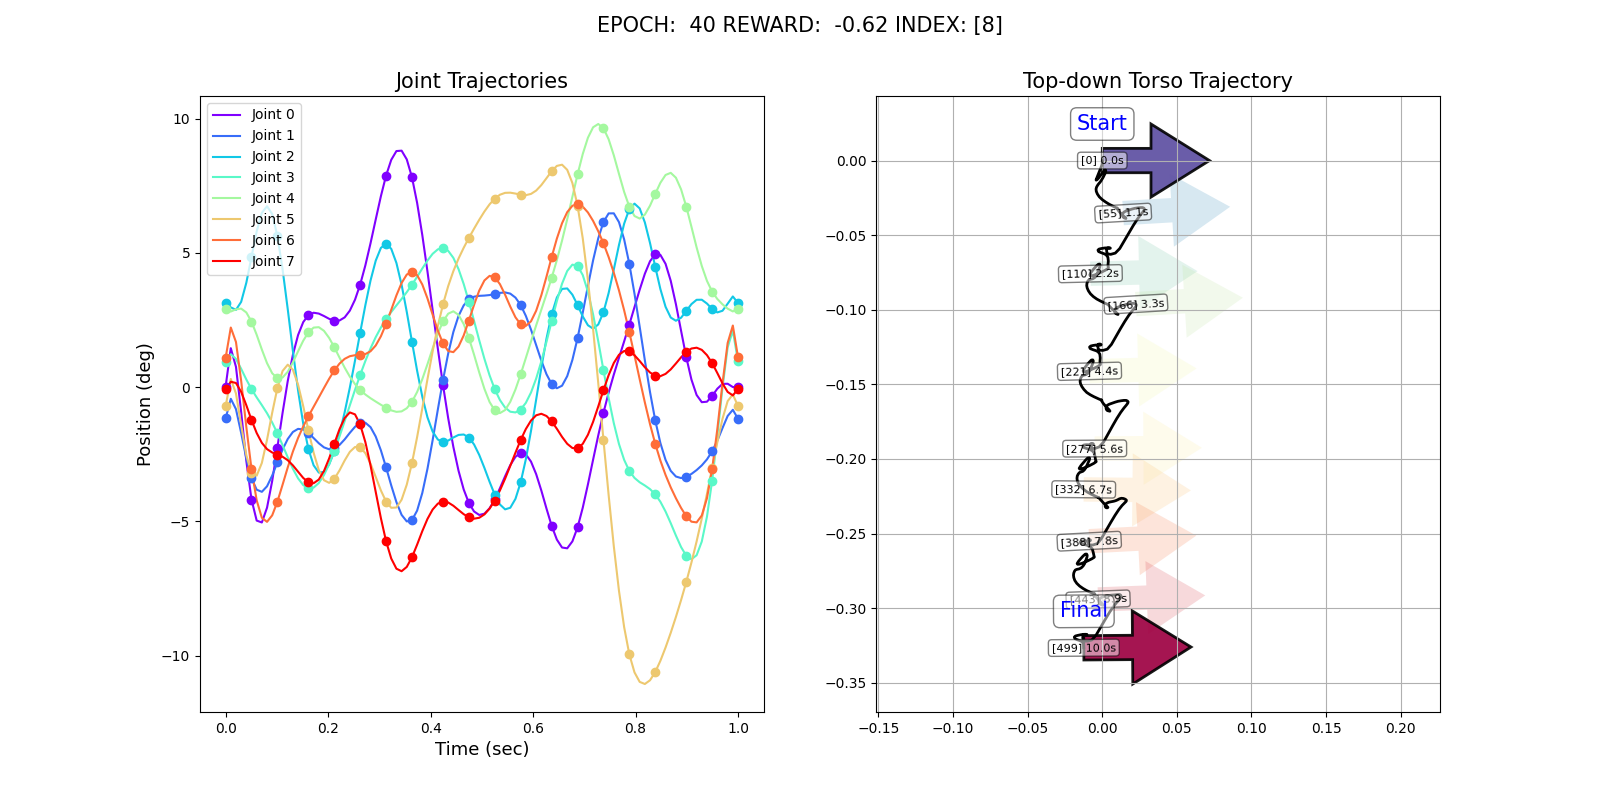 EPOCH:  40 REWARD:  -0.62 INDEX: [8]
Joint Trajectories
Joint 0
Joint 1
Joint 2
Joint 3
Joint 4
Joint 5
Joint 6
Joint 7
10
5
0
−5
−10
Position (deg)
0.0
0.2
0.4
0.6
0.8
1.0
Time (sec)
Top-down Torso Trajectory
Start
[0] 0.0s
[55] 1.1s
[110] 2.2s
[166] 3.3s
[221] 4.4s
[277] 5.6s
[332] 6.7s
[388] 7.8s
Final
[499] 10.0s
0.00
−0.05
−0.10
−0.15
−0.20
−0.25
−0.30
−0.35
−0.15
−0.10
−0.05
0.00
0.05
0.10
0.15
0.20